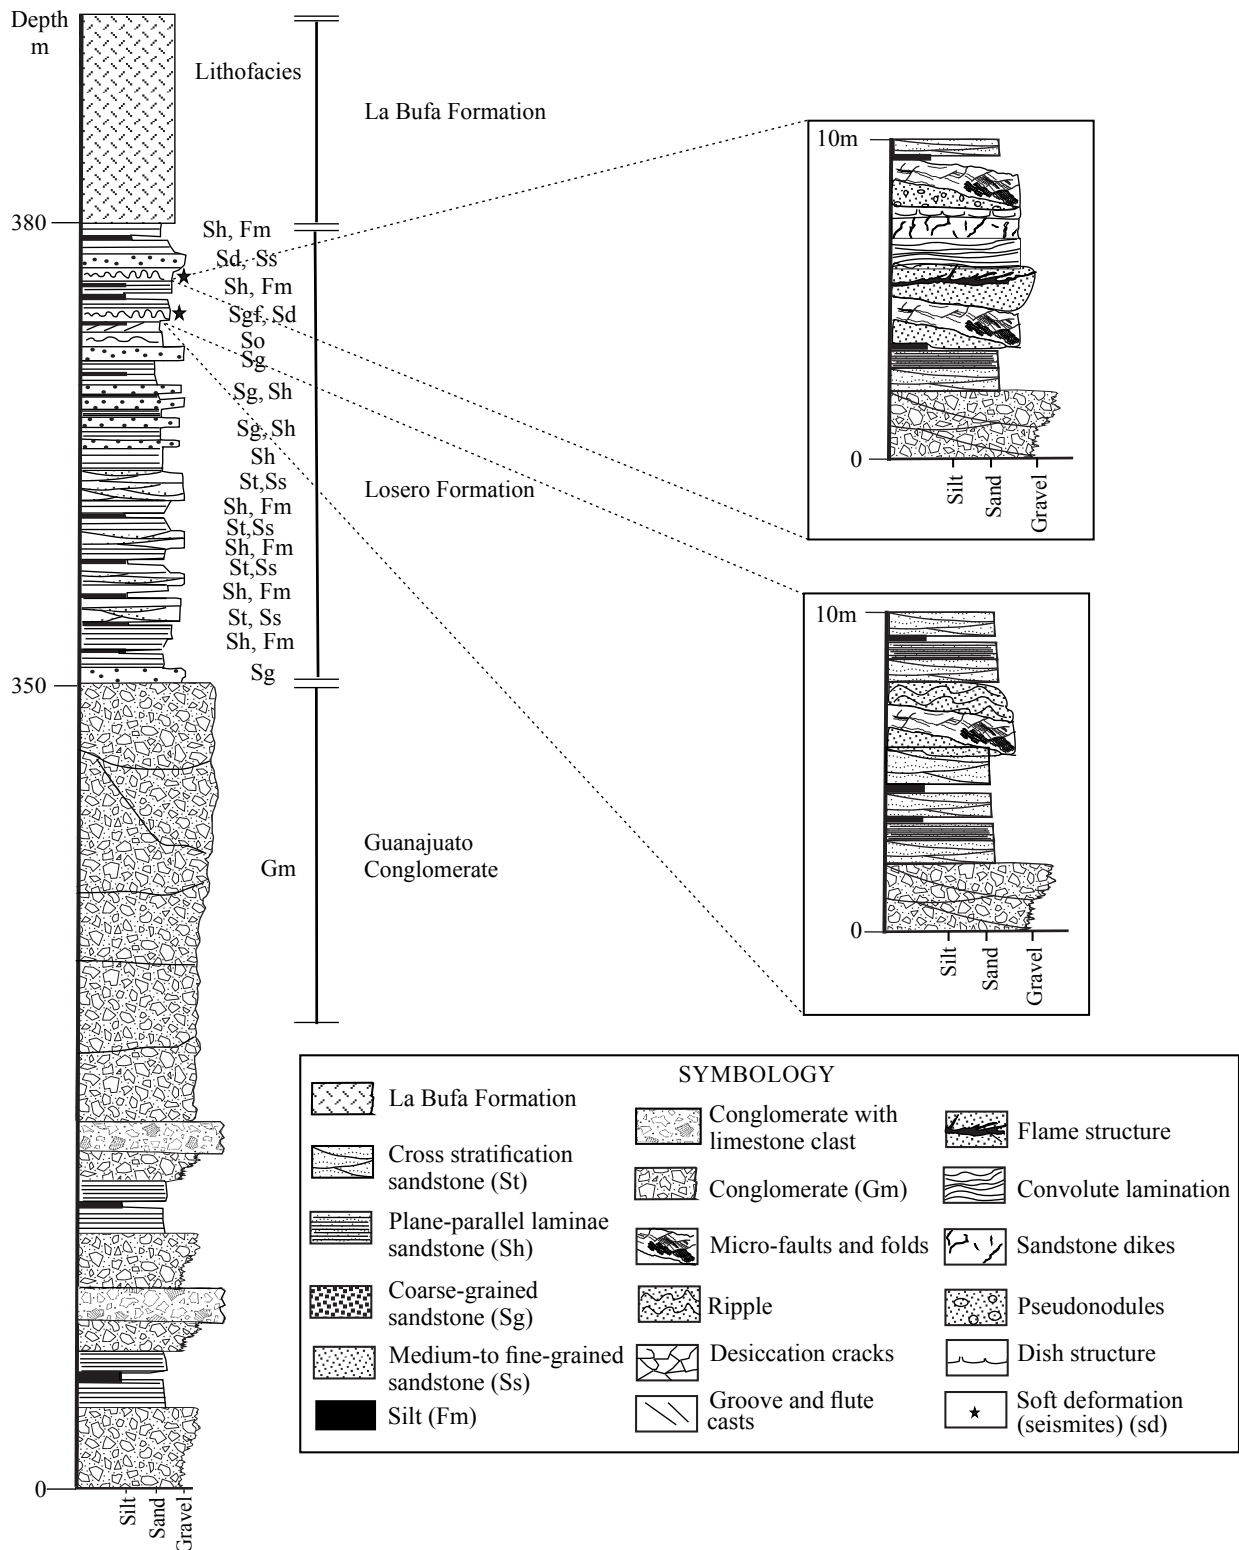 Depth
m
Lithofacies
La Bufa Formation
380
Sh, Fm
Sd, Ss
Sh, Fm
Sgf, Sd
So
Sg
Sg, Sh
Sg, Sh
Sh
St,Ss
Sh, Fm
St,Ss
Sh, Fm
St,Ss
Sh, Fm
St, Ss
Sh, Fm
Sg
Losero Formation
350
Gm
Guanajuato
Conglomerate
0
Silt
Sand
Gravel
10m
0
Silt
Sand
Gravel
10m
0
Silt
Sand
Gravel
SYMBOLOGY
La Bufa Formation
Cross stratification
sandstone (St)
Plane-parallel laminae
sandstone (Sh)
Coarse-grained
sandstone (Sg)
Medium-to fine-grained
sandstone (Ss)
Silt (Fm)
Conglomerate with
limestone clast
Conglomerate (Gm)
Micro-faults and folds
Ripple
Desiccation cracks
Groove and flute
casts
Flame structure
Convolute lamination
Sandstone dikes
Pseudonodules
Dish structure
Soft deformation
(seismites) (sd)